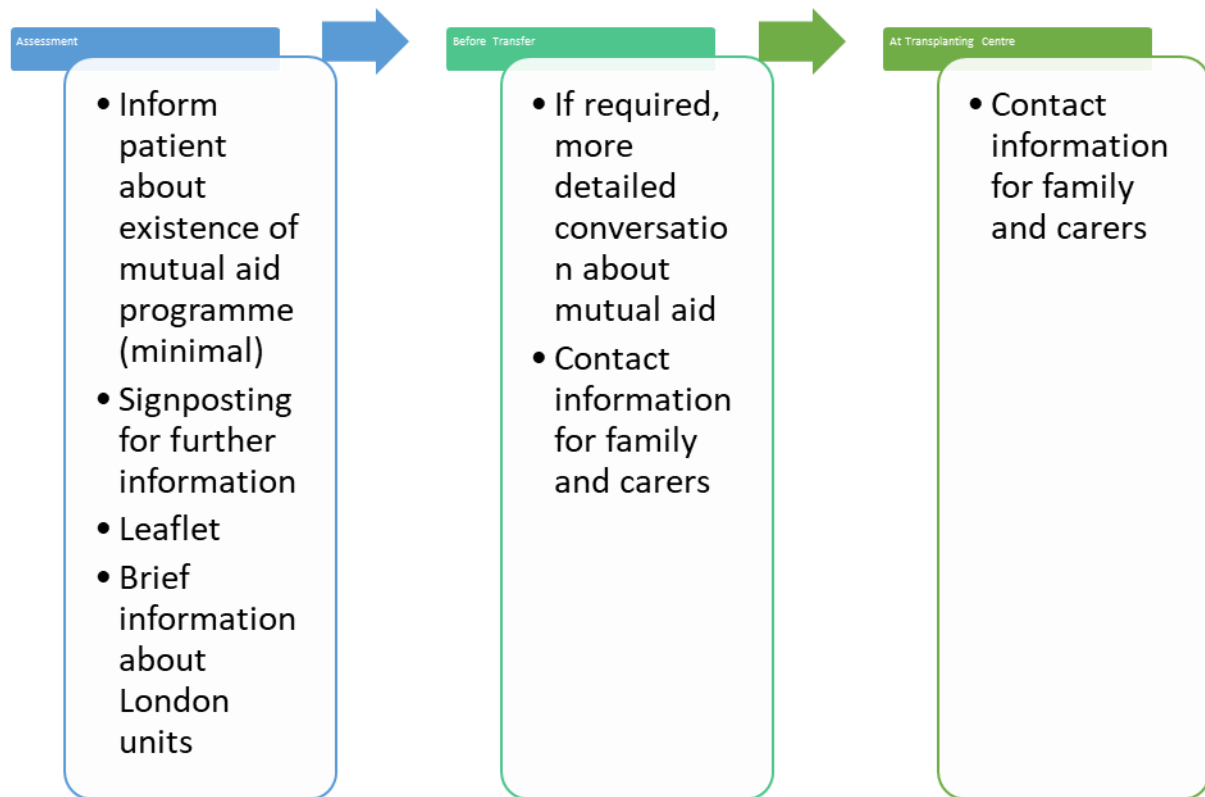 Assessment
• Inform
patient
about
existence of
mutual aid
programme
(minimal)
• Signposting
for further
information
• Leaflet
• Brief
information
about
London
units
Before Transfer
• If required,
more
detailed
conversatio
n about
mutual aid
• Contact
information
for family
and carers
At Transplanting Centre
• Contact
information
for family
and carers